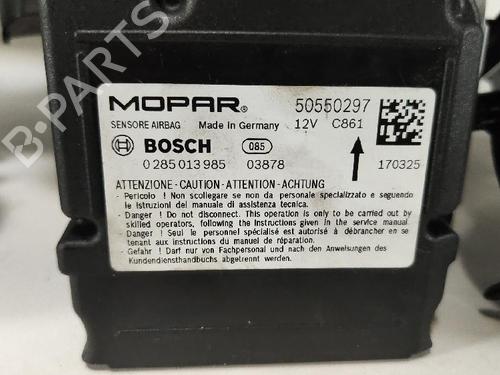 MOPAR® 50550297
SENSORE AIRBAG Made in Germany 12V C861
BOSCH 085
0 285 013 985 03878 170325
ATTENZIONE - CAUTION - ATTENTION - ACHTUNG
- Pericolo ! Non scollegare se non da personale specializzato e seguendo
le istruzioni del manuale di assistenza tecnica.
- Danger ! Do not disconnect. This operation is only to be carried out by
skilled operators, following the instructions given in the service manual.
- Danger ! Seul le personnel spécialisé est autorisé à débrancher en se
tenant aux instructions du manuel de réparation.
- Gefahr ! Darf nur von Fachpersonal und nach den Anweisungen des
Kundendiensthandbuchs abgetrennt werden.
B-PARTS